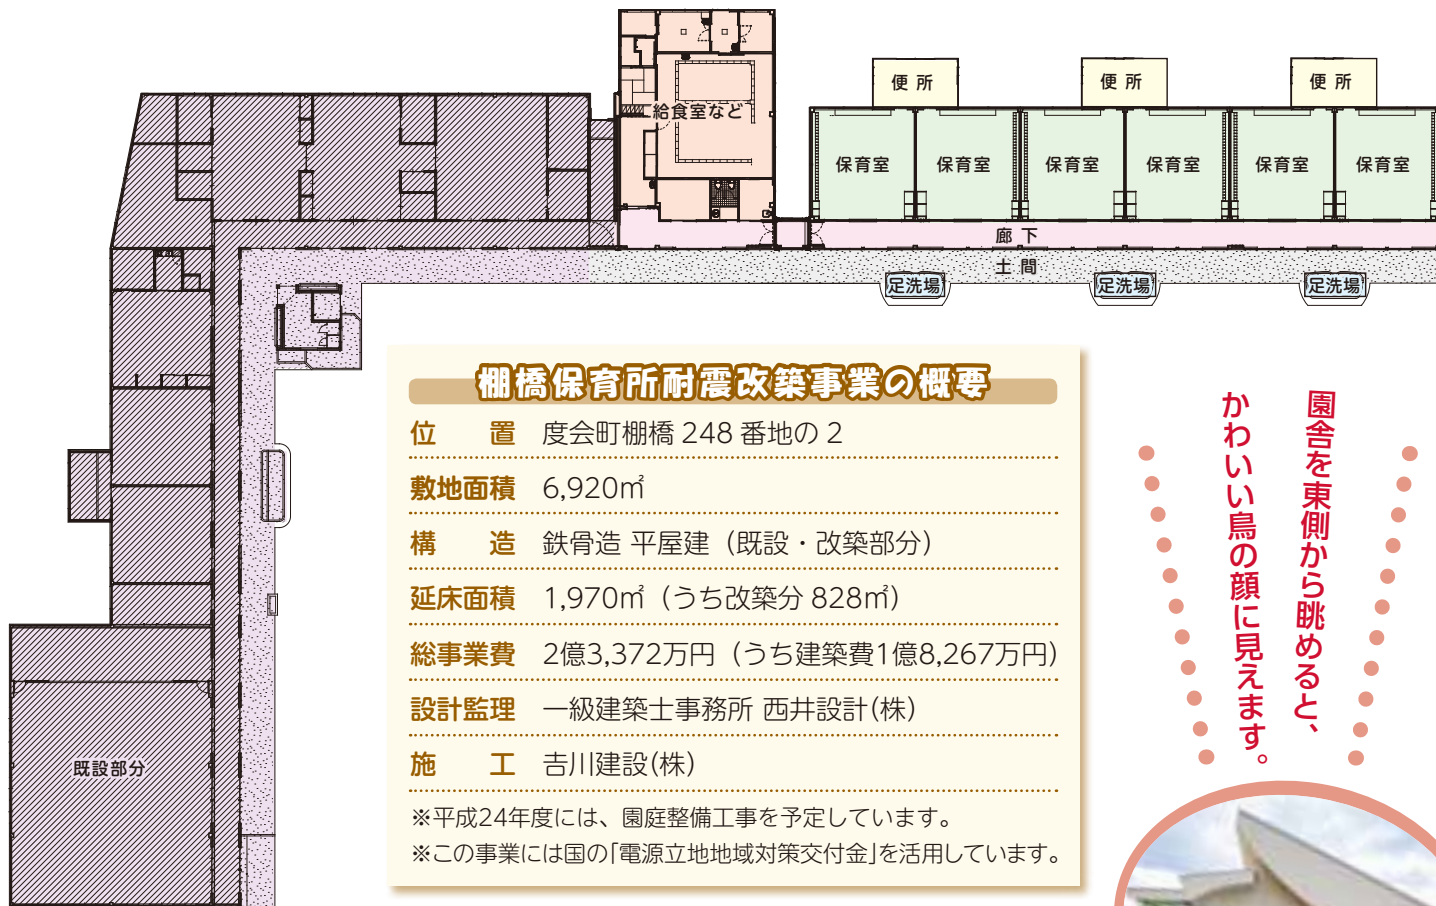 便所
便所
便所
給食室など
保育室
保育室
保育室
保育室
保育室
保育室
廊下
土間
足洗場
足洗場
足洗場
既設部分
棚橋保育所耐震改築事業の概要
位　置　度会町棚橋 248 番地の 2
敷地面積　6,920㎡
構　造　鉄骨造 平屋建（既設・改築部分）
延床面積　1,970㎡（うち改築分 828㎡）
総事業費　2億3,372万円（うち建築費1億8,267万円）
設計監理　一級建築士事務所 西井設計(株)
施　工　吉川建設(株)
※平成24年度には、園庭整備工事を予定しています。
※この事業には国の「電源立地地域対策交付金」を活用しています。
園舎を東側から眺めると、
かわいい鳥の顔に見えます。